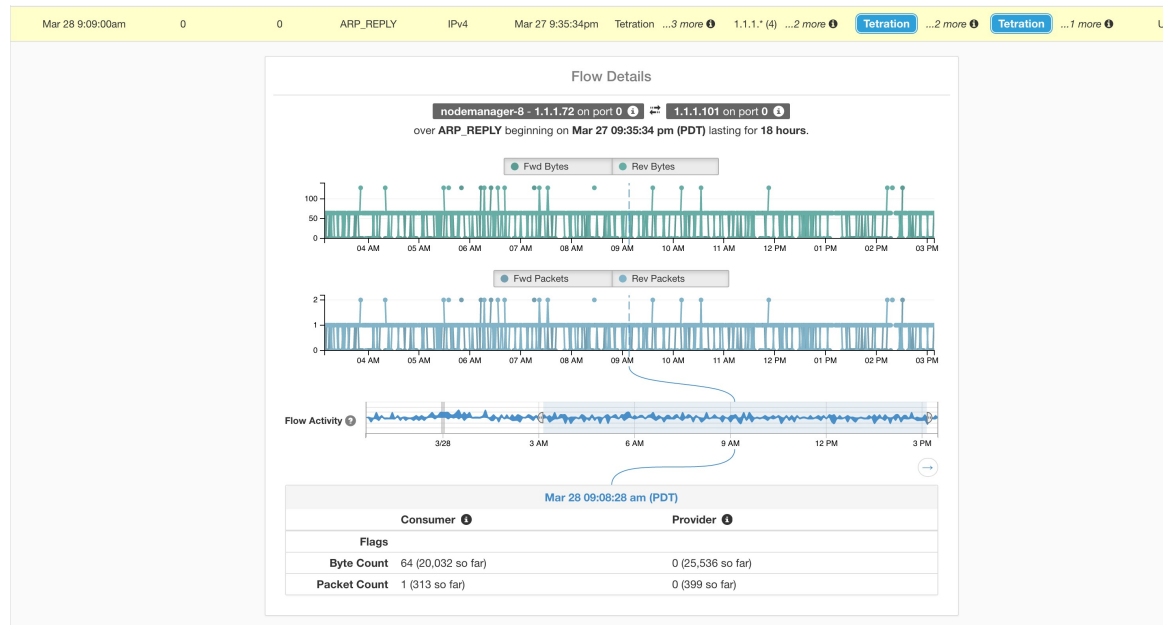 Mar 28 9:09:00am 0 0 ARP_REPLY IPv4 Mar 27 9:35:34pm Tetration ...3 more 1.1.1.* (4) ...2 more Tetration ...2 more Tetration ...1 more U
Flow Details
nodemanager-8 - 1.1.1.72 on port 0 1.1.1.101 on port 0
over ARP_REPLY beginning on Mar 27 09:35:34 pm (PDT) lasting for 18 hours.
Fwd Bytes Rev Bytes
100
50
0
04 AM 05 AM 06 AM 07 AM 08 AM 09 AM 10 AM 11 AM 12 PM 01 PM 02 PM 03 PM
Fwd Packets Rev Packets
2
1
0
04 AM 05 AM 06 AM 07 AM 08 AM 09 AM 10 AM 11 AM 12 PM 01 PM 02 PM 03 PM
Flow Activity ?
3/28 3 AM 6 AM 9 AM 12 PM 3 PM
Mar 28 09:08:28 am (PDT)
Consumer Provider
Flags
Byte Count 64 (20,032 so far) 0 (25,536 so far)
Packet Count 1 (313 so far) 0 (399 so far)